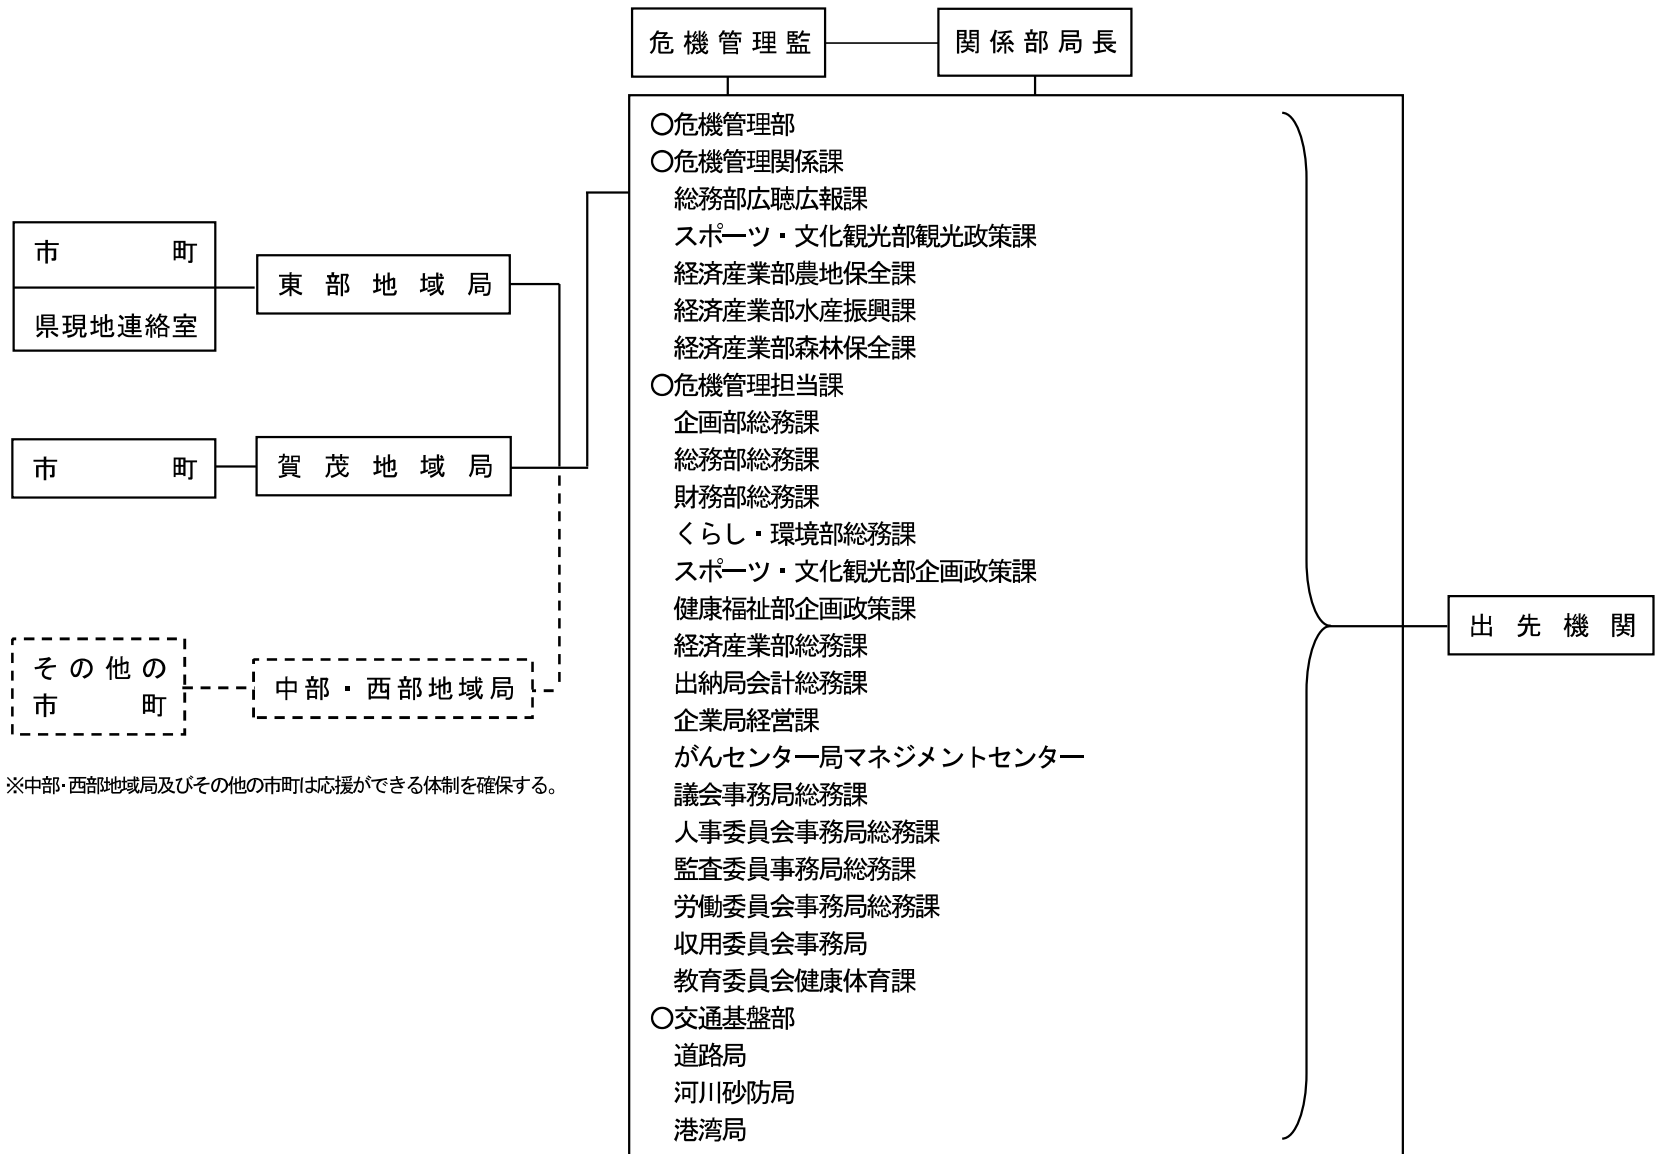 危機管理監
関係部局長
〇危機管理部
〇危機管理関係課
総務部広聴広報課
スポーツ・文化観光部観光政策課
経済産業部農地保全課
経済産業部水産振興課
経済産業部森林保全課
〇危機管理担当課
企画部総務課
総務部総務課
財務部総務課
くらし・環境部総務課
スポーツ・文化観光部企画政策課
健康福祉部企画政策課
経済産業部総務課
出納局会計総務課
企業局経営課
がんセンター局マネジメントセンター
議会事務局総務課
人事委員会事務局総務課
監査委員事務局総務課
労働委員会事務局総務課
収用委員会事務局
教育委員会健康体育課
〇交通基盤部
道路局
河川砂防局
港湾局
市町
県現地連絡室
東部地域局
市町
賀茂地域局
その他の
市町
中部・西部地域局
※中部・西部地域局及びその他の市町は応援ができる体制を確保する。
出先機関